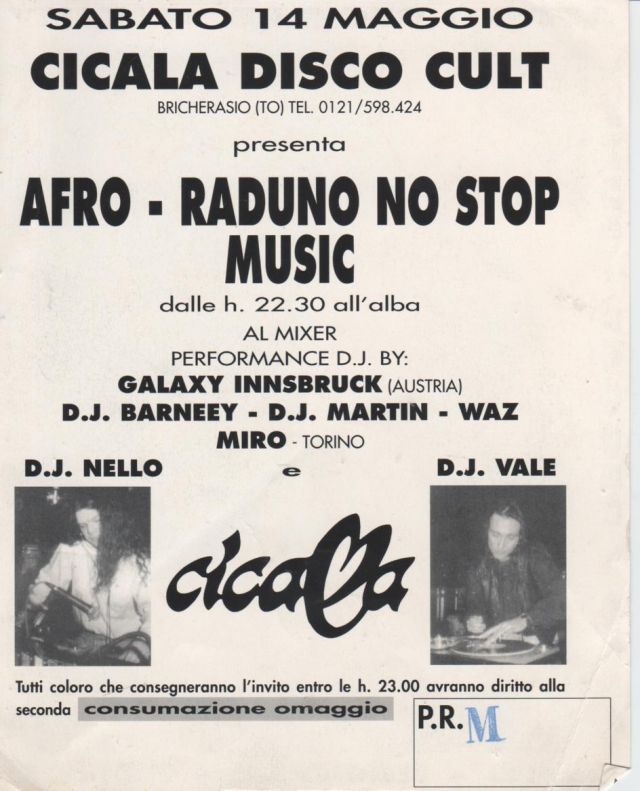 SABATO 14 MAGGIO
CICALA DISCO CULT
BRICHERASIO (TO) TEL. 0121/598.424
presenta
AFRO - RADUNO NO STOP
MUSIC
dalle h. 22.30 all'alba
AL MIXER
PERFORMANCE D.J. BY:
GALAXY INNSBRUCK (AUSTRIA)
D.J. BARNEEY - D.J. MARTIN - WAZ
MIRO - TORINO
D.J. NELLO e D.J. VALE
cicala
Tutti coloro che consegneranno l'invito entro le h. 23.00 avranno diritto alla
seconda consumazione omaggio
P.R. M